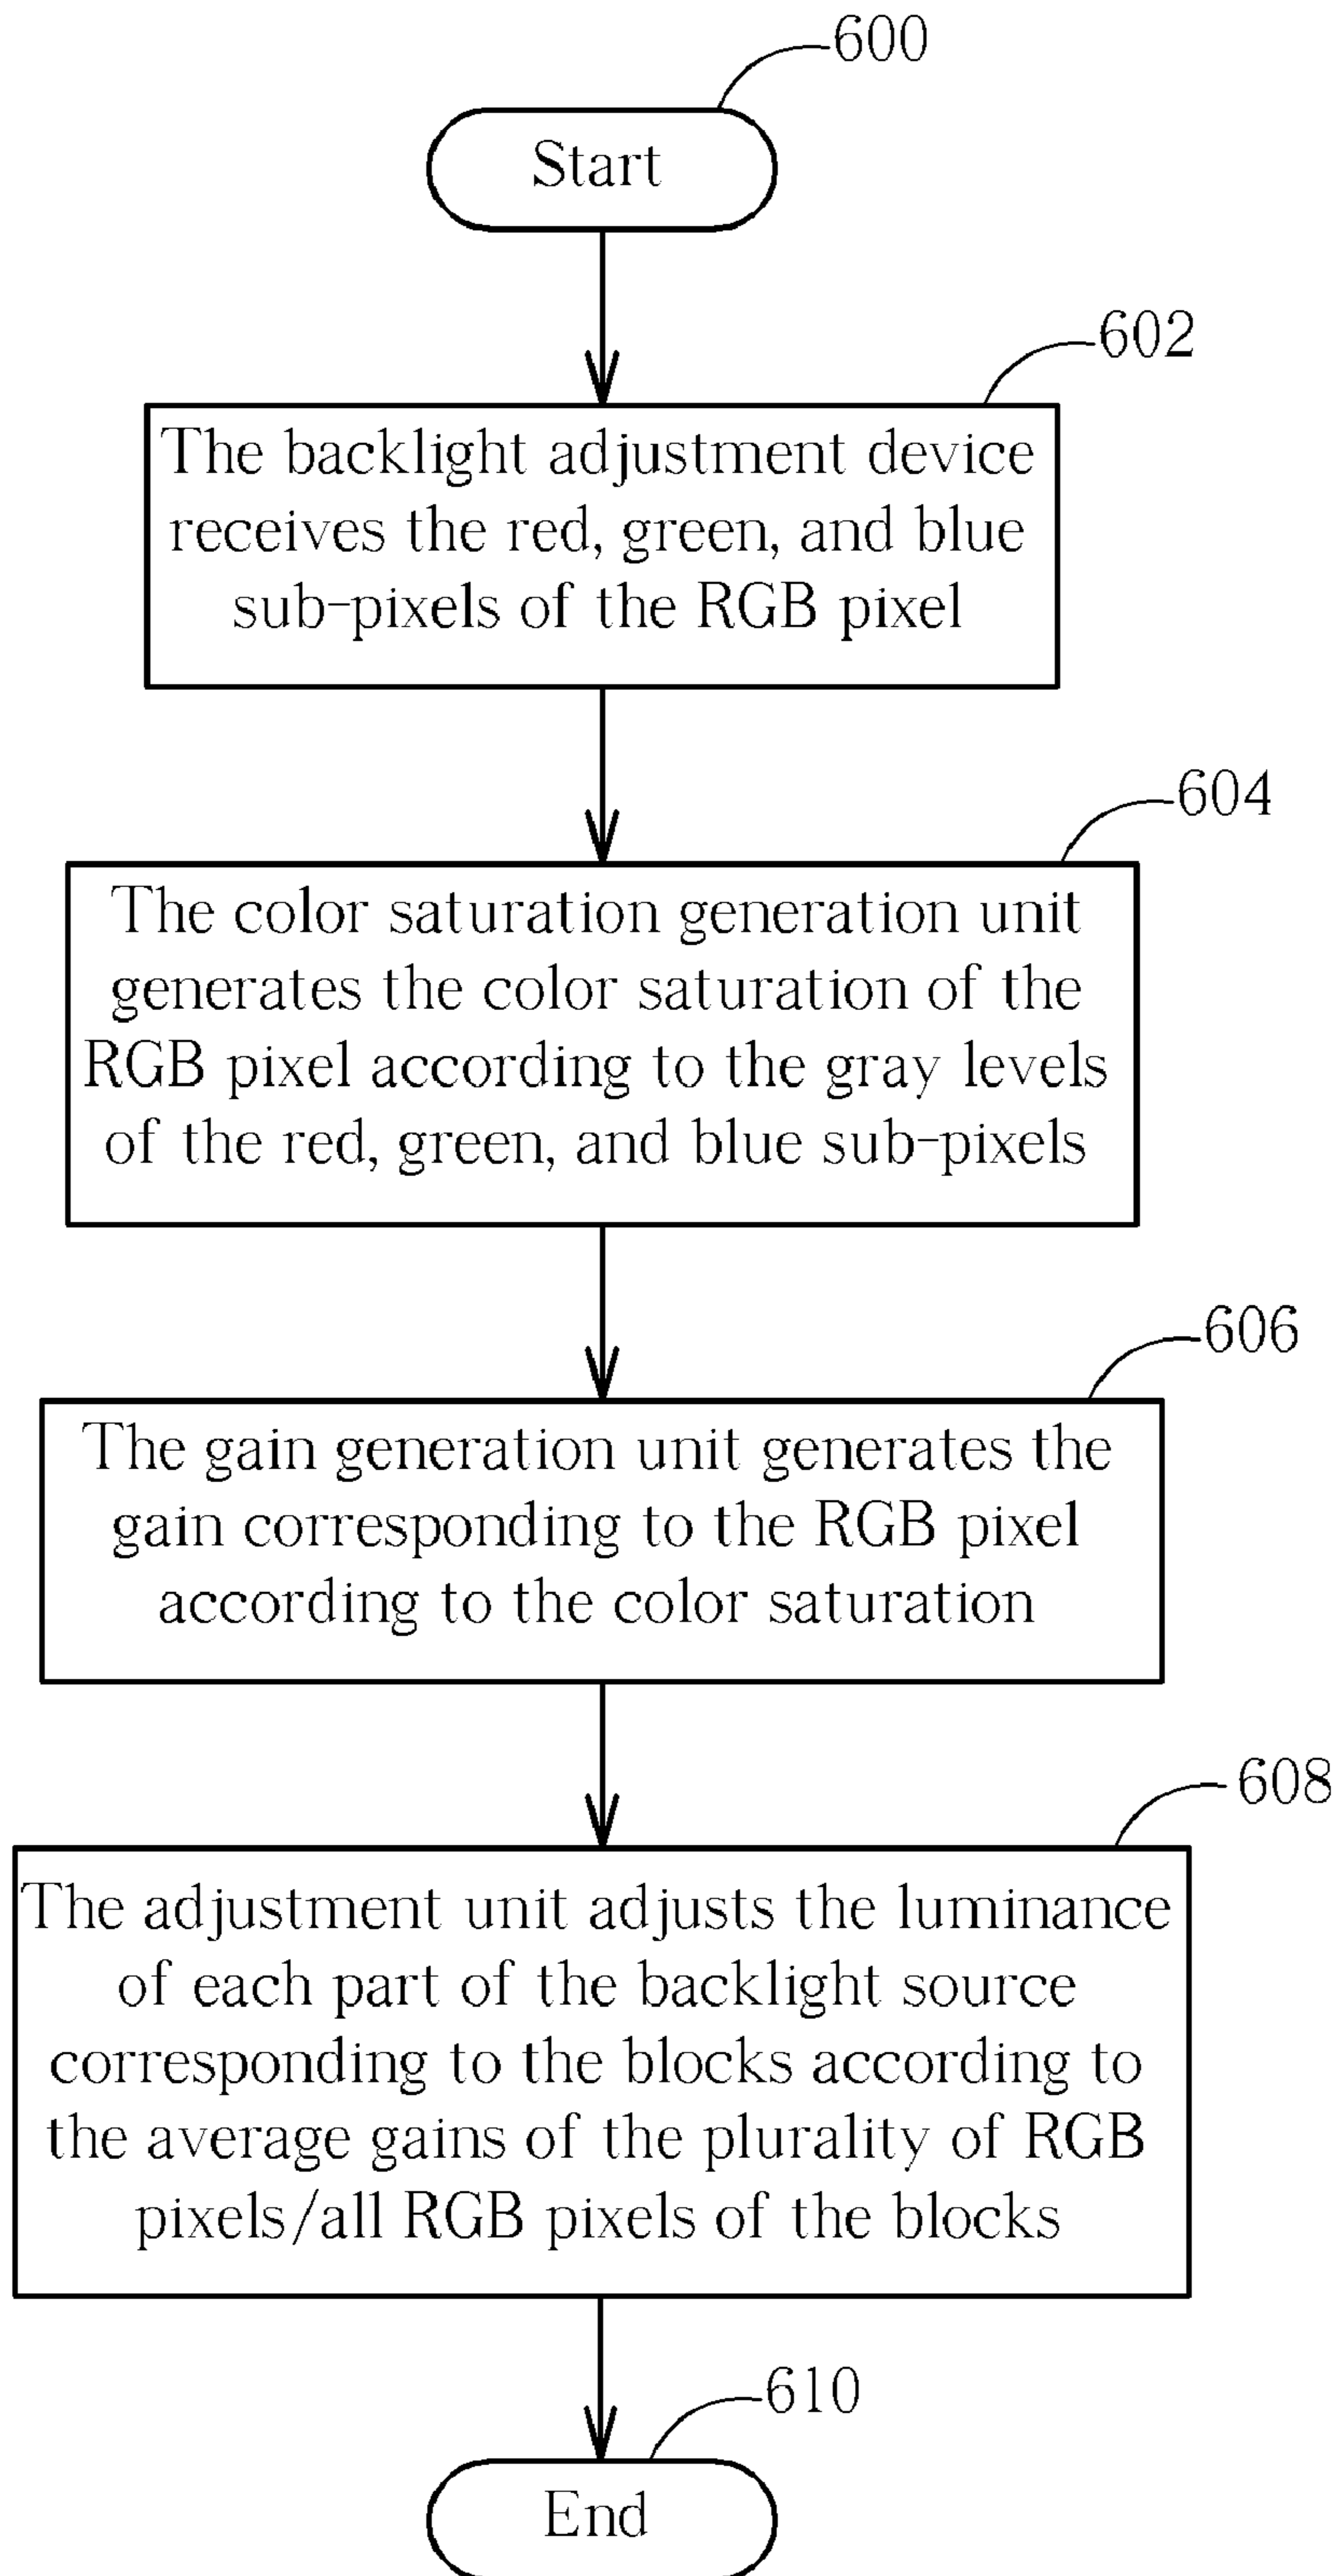 600
Start
602
The backlight adjustment device
receives the red, green, and blue
sub-pixels of the RGB pixel
604
The color saturation generation unit
generates the color saturation of the
RGB pixel according to the gray levels
of the red, green, and blue sub-pixels
606
The gain generation unit generates the
gain corresponding to the RGB pixel
according to the color saturation
608
The adjustment unit adjusts the luminance
of each part of the backlight source
corresponding to the blocks according to
the average gains of the plurality of RGB
pixels/all RGB pixels of the blocks
610
End